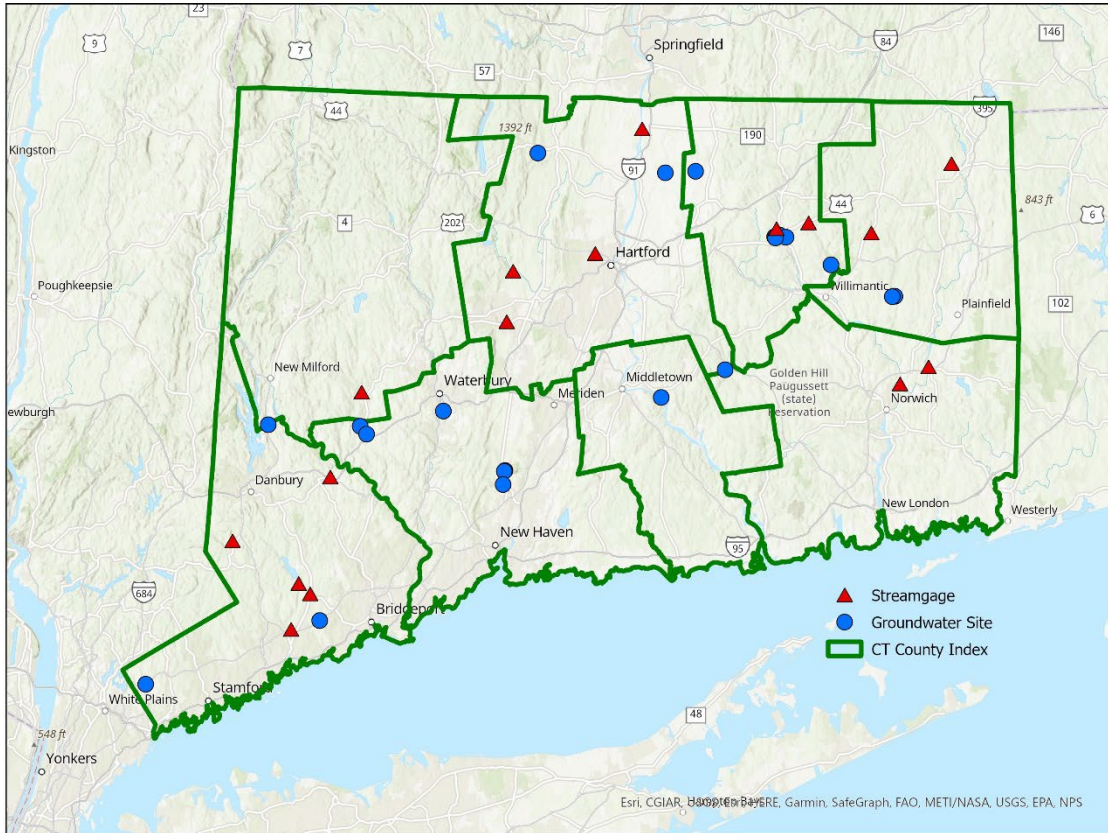 23
146
9
7
Springfield
84
57
395
44
1392 ft
190
Kingston
91
843 ft
44
6
4
202
Hartford
Poughkeepsie
Willimantic
102
Plainfield
New Milford
Golden Hill
Paugussett
(state)
Reservation
Waterbury
Middletown
Meriden
ewburgh
Norwich
Danbury
New London
Westerly
New Haven
95
684
Streamgage
Bridgeport
Groundwater Site
CT County Index
White Plains
Stamford
48
548 ft
Yonkers
Esri, CGIAR, Garmin, SafeGraph, FAO, METI/NASA, USGS, EPA, NPS